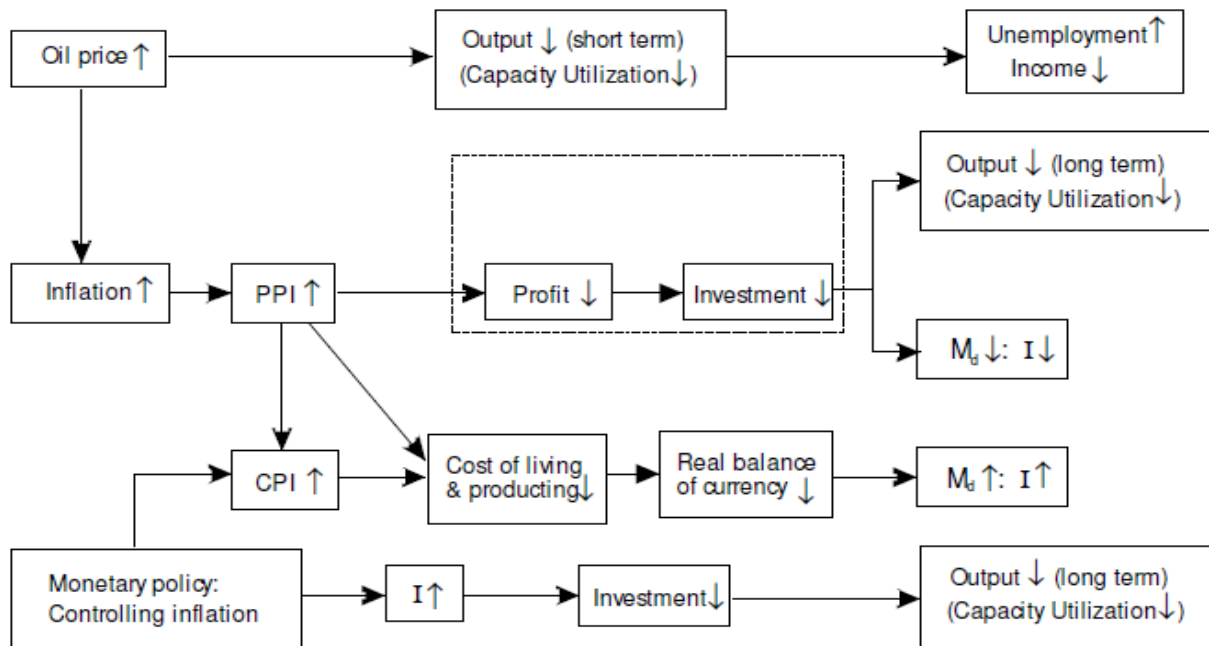 Oil price ↑
Output ↓ (short term)
(Capacity Utilization↓)
Unemployment↑
Income ↓
Output ↓ (long term)
(Capacity Utilization↓)
Inflation ↑
PPI ↑
Profit ↓
Investment ↓
Md ↓: I ↓
CPI ↑
Cost of living
& producting↓
Real balance
of currency ↓
Md ↑: I ↑
Monetary policy:
Controlling inflation
I ↑
Investment↓
Output ↓ (long term)
(Capacity Utilization↓)